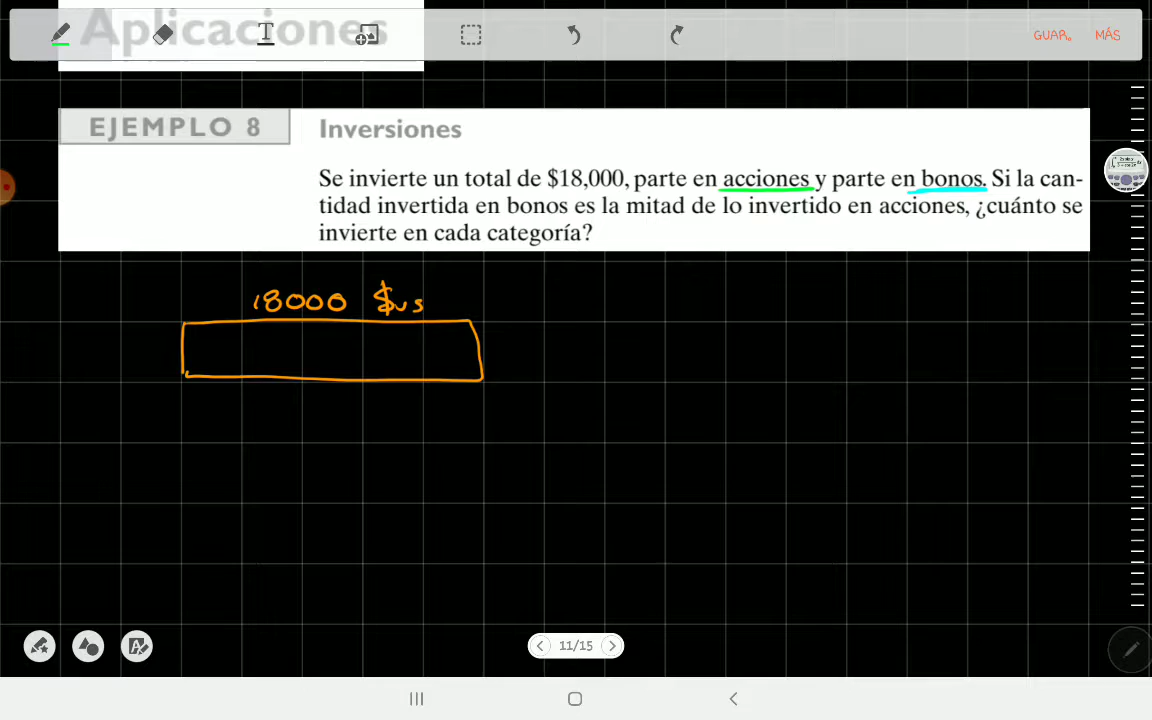 Aplicaciones
T
GUAR.
MÁS
EJEMPLO 8
Inversiones
Se invierte un total de $18,000, parte en acciones y parte en bonos. Si la can-
tidad invertida en bonos es la mitad de lo invertido en acciones, ¿cuánto se
invierte en cada categoría?
18000 $us
A
11/15